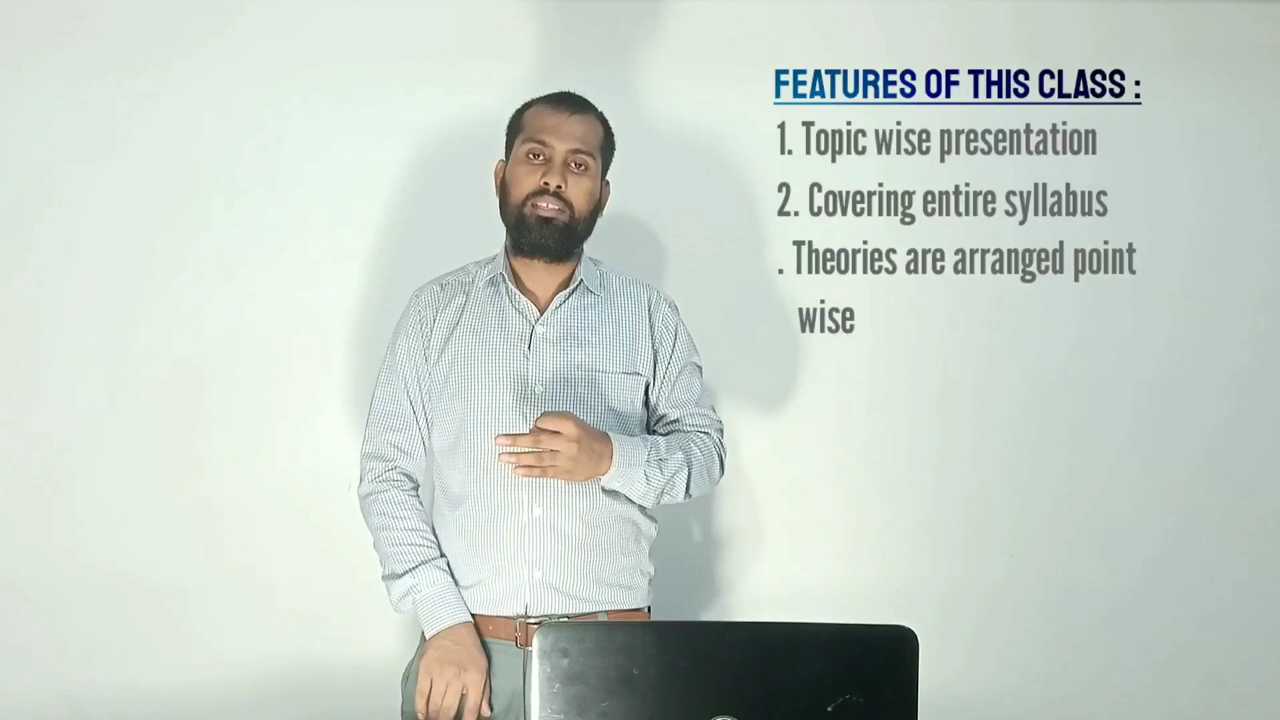 FEATURES OF THIS CLASS :
1. Topic wise presentation
2. Covering entire syllabus
. Theories are arranged point
wise